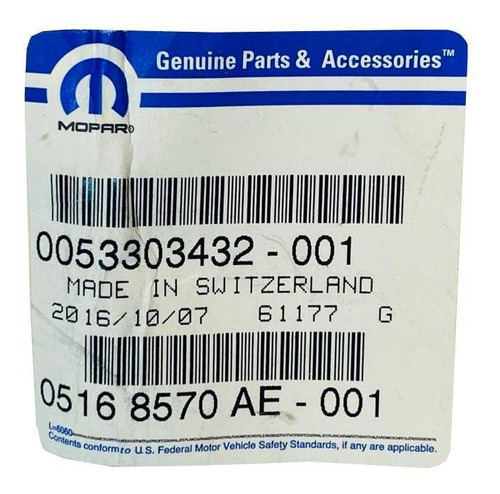 Genuine Parts & Accessories™
MOPAR®
0053303432-001
MADE IN SWITZERLAND
2016/10/07 61177 G
0516 8570 AE-001
L=6060
Contents conform to U.S. Federal Motor Vehicle Safety Standards, if any are applicable.